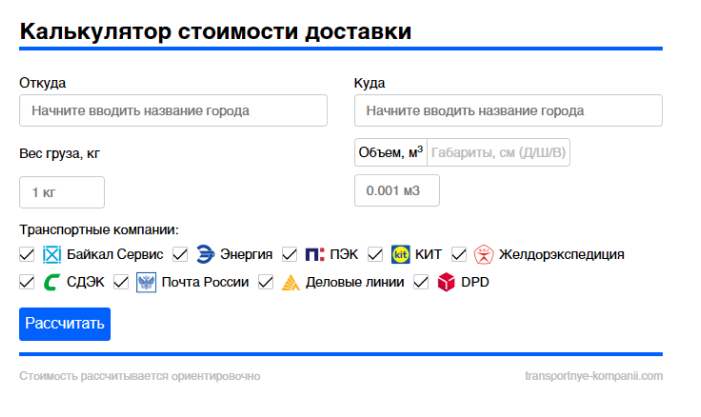 Калькулятор стоимости доставки
Откуда Куда
Начните вводить название города Начните вводить название города
Вес груза, кг Объем, м³ Габариты, см (Д/Ш/В)
1 кг 0.001 м3
Транспортные компании:
Байкал Сервис Энергия ПЭК kit КИТ Желдорэкспедиция
СДЭК Почта России Деловые линии DPD
Рассчитать
Стоимость рассчитывается ориентировочно transportnye-kompanii.com